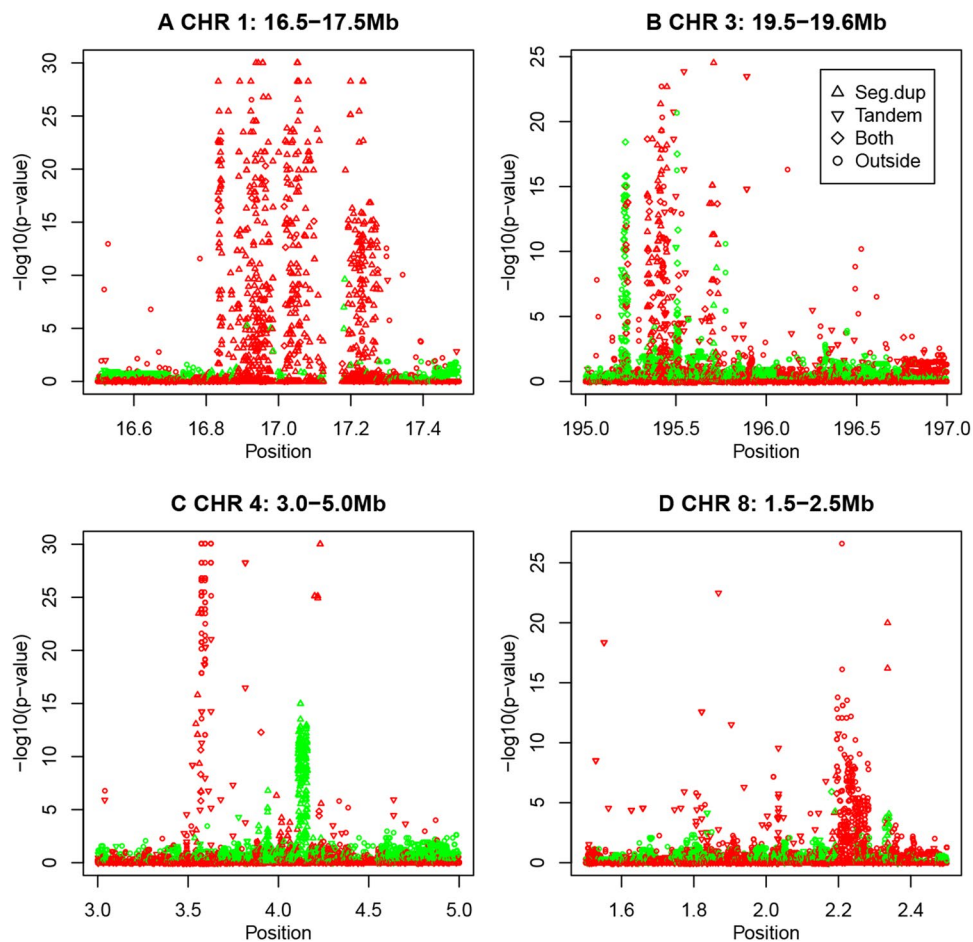 A CHR 1: 16.5−17.5Mb
−log10(p−value)
30
25
20
15
10
5
0
16.6 16.8 17.0 17.2 17.4
Position
B CHR 3: 19.5−19.6Mb
−log10(p−value)
25
20
15
10
5
0
Seg.dup
Tandem
Both
Outside
195.0 195.5 196.0 196.5 197.0
Position
C CHR 4: 3.0−5.0Mb
−log10(p−value)
30
25
20
15
10
5
0
3.0 3.5 4.0 4.5 5.0
Position
D CHR 8: 1.5−2.5Mb
−log10(p−value)
25
20
15
10
5
0
1.6 1.8 2.0 2.2 2.4
Position